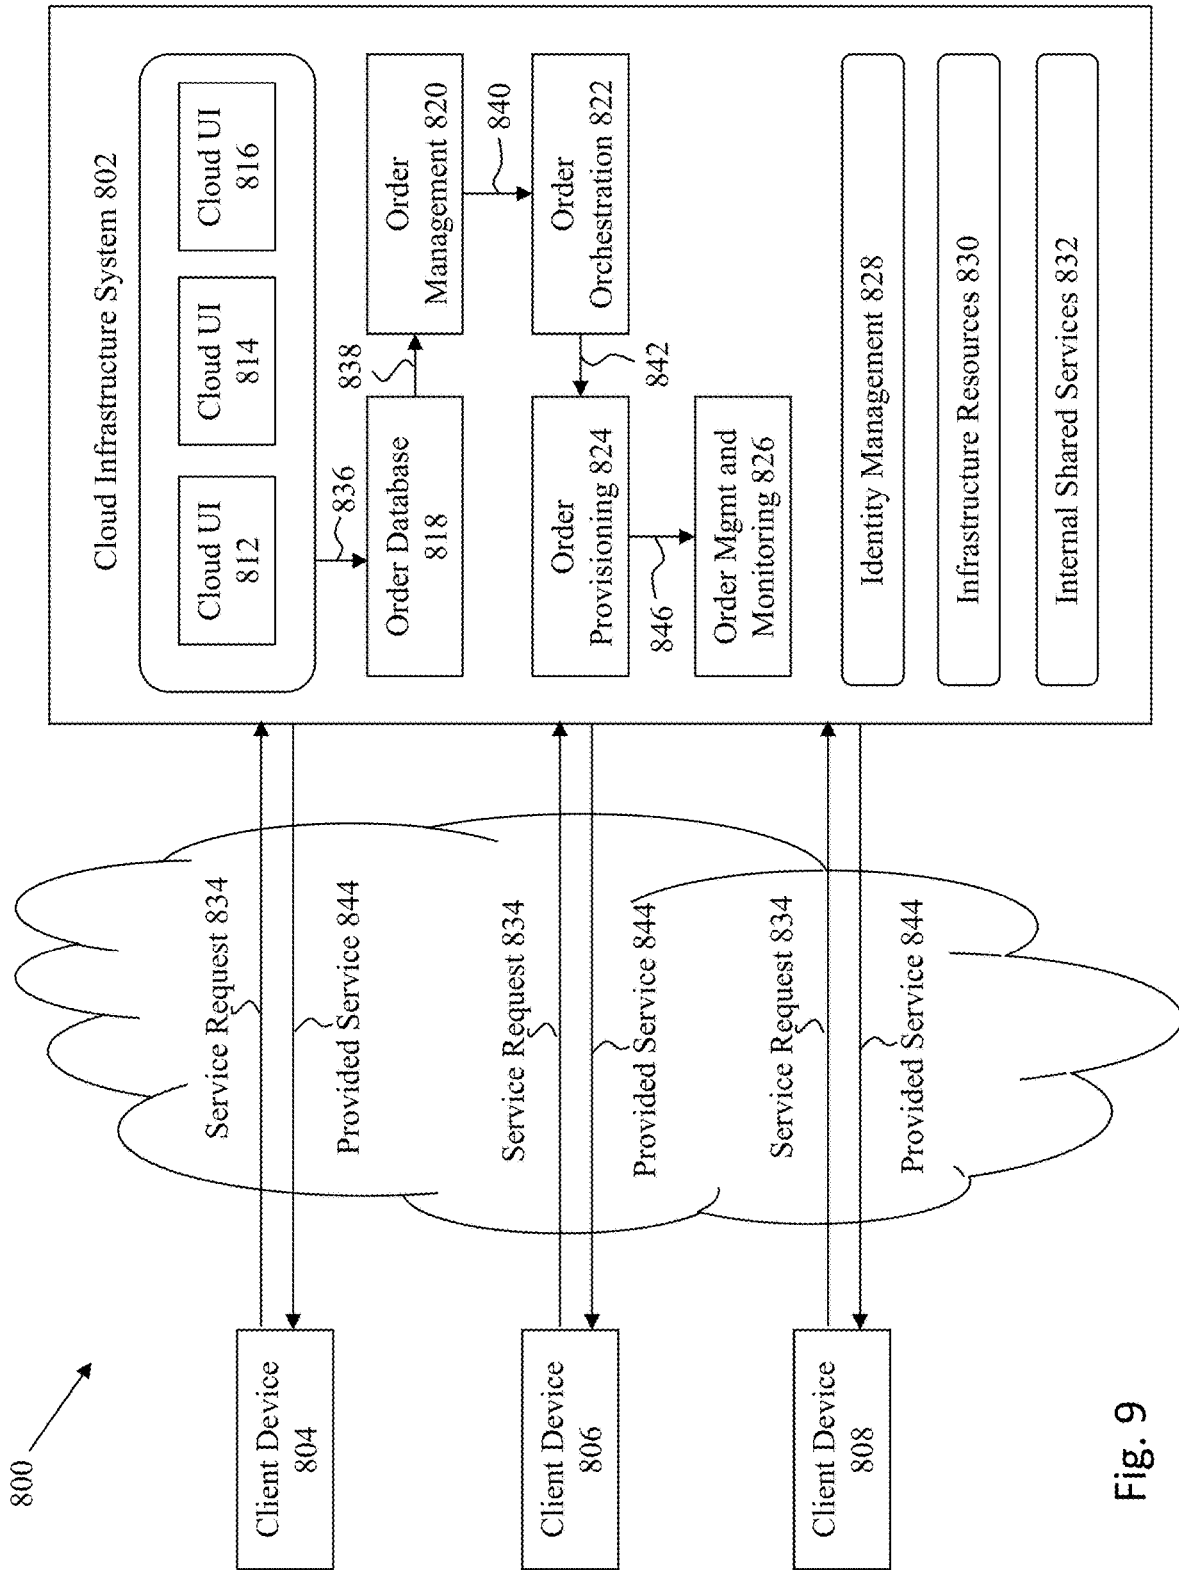 800
Cloud Infrastructure System 802
Cloud UI
812
Cloud UI
814
Cloud UI
816
836
Order Database
818
838
Order
Management 820
840
Order
Provisioning 824
842
Order
Orchestration 822
846
Order Mgmt and
Monitoring 826
Identity Management 828
Infrastructure Resources 830
Internal Shared Services 832
Client Device
804
Service Request 834
Provided Service 844
Client Device
806
Service Request 834
Provided Service 844
Client Device
808
Service Request 834
Provided Service 844
Fig. 9